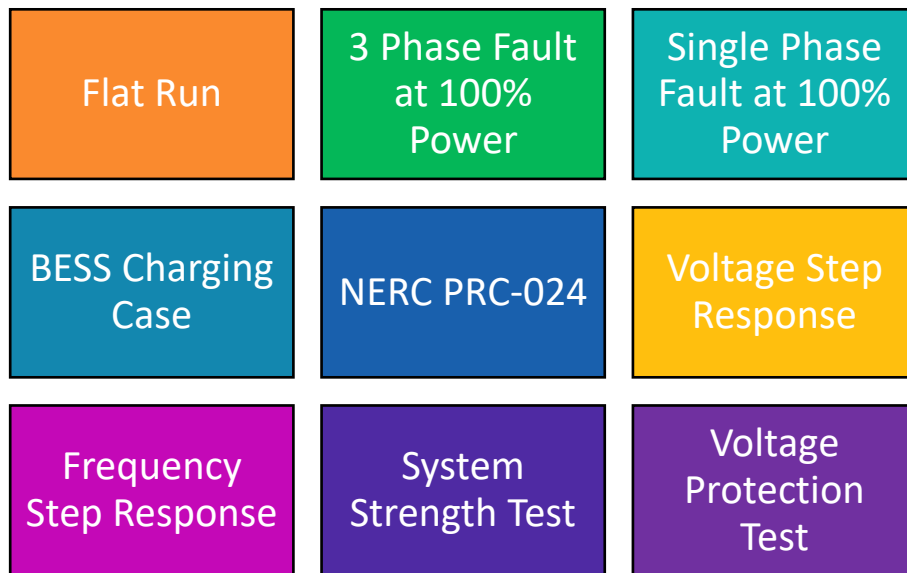 Flat Run
3 Phase Fault
at 100%
Power
Single Phase
Fault at 100%
Power
BESS Charging
Case
NERC PRC-024
Voltage Step
Response
Frequency
Step Response
System
Strength Test
Voltage
Protection
Test